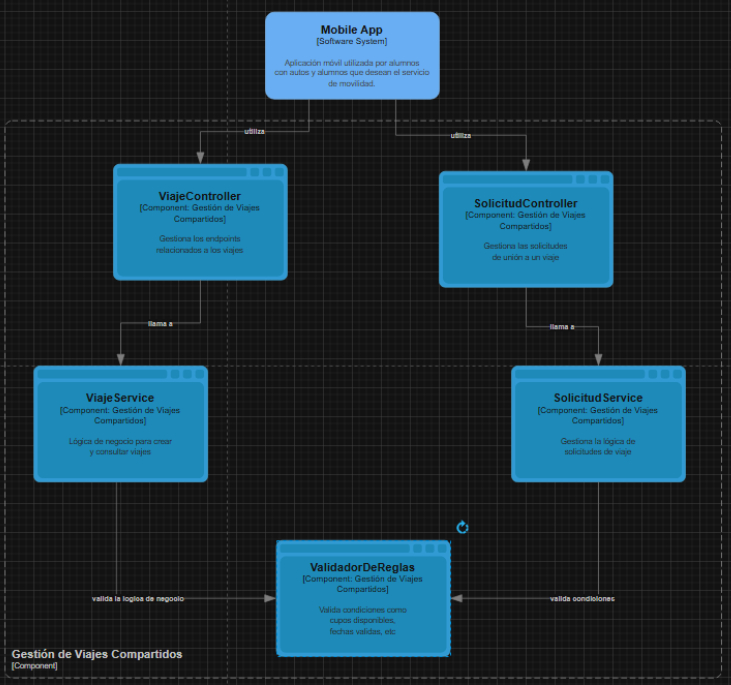 Mobile App
[Software System]
Aplicación móvil utilizada por alumnos
con autos y alumnos que desean el servicio
de movilidad.
utiliza
utiliza
ViajeController
[Component: Gestión de Viajes
Compartidos]
Gestiona los endpoints
relacionados a los viajes
SolicitudController
[Component: Gestión de Viajes
Compartidos]
Gestiona las solicitudes
de unión a un viaje
llama a
llama a
ViajeService
[Component: Gestión de Viajes
Compartidos]
Lógica de negocio para crear
y consultar viajes
SolicitudService
[Component: Gestión de Viajes
Compartidos]
Gestiona la lógica de
solicitudes de viaje
ValidadorDeReglas
[Component: Gestión de Viajes
Compartidos]
Valida condiciones como
cupos disponibles,
fechas validas, etc
valida la logica de negocio
valida condiciones
Gestión de Viajes Compartidos
[Component]